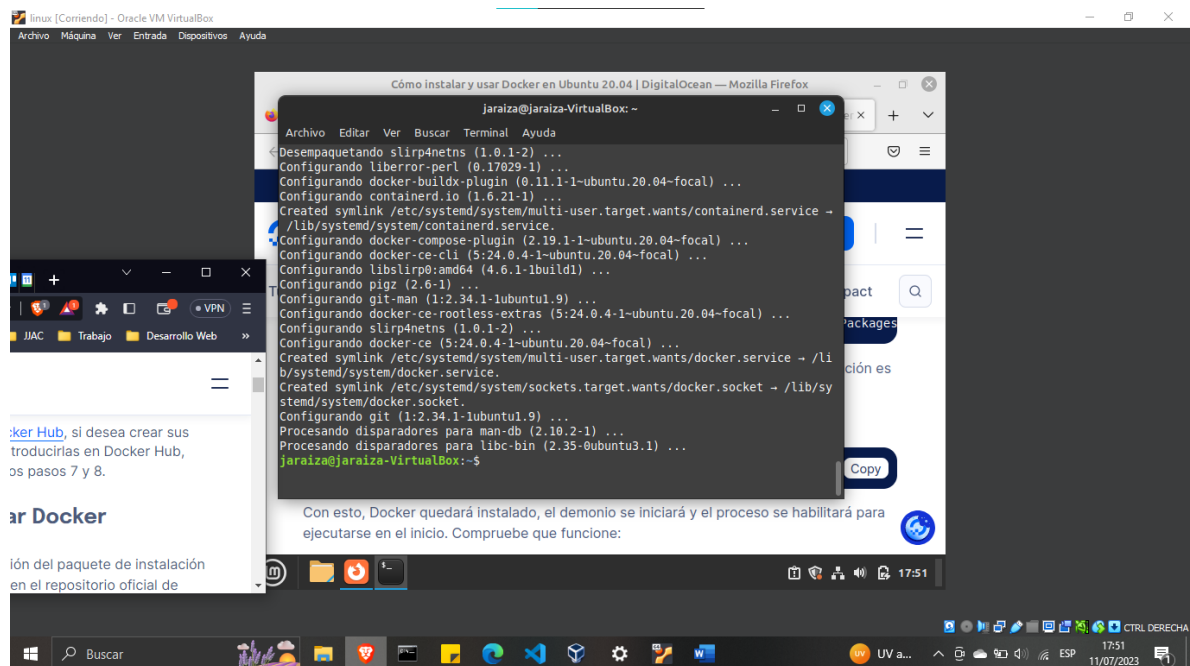 linux [Corriendo] - Oracle VM VirtualBox
Archivo Máquina Ver Entrada Dispositivos Ayuda
Cómo instalar y usar Docker en Ubuntu 20.04 | DigitalOcean — Mozilla Firefox
jaraiza@jaraiza-VirtualBox: ~
Archivo Editar Ver Buscar Terminal Ayuda
Desempaquetando slirp4netns (1.0.1-2) ...
Configurando liberror-perl (0.17029-1) ...
Configurando docker-buildx-plugin (0.11.1-1~ubuntu.20.04~focal) ...
Configurando containerd.io (1.6.21-1) ...
Created symlink /etc/systemd/system/multi-user.target.wants/containerd.service →
/lib/systemd/system/containerd.service.
Configurando docker-compose-plugin (2.19.1-1~ubuntu.20.04~focal) ...
Configurando docker-ce-cli (5:24.0.4-1~ubuntu.20.04~focal) ...
Configurando libslirp0:amd64 (4.6.1-1build1) ...
Configurando pigz (2.6-1) ...
Configurando git-man (1:2.34.1-1ubuntu1.9) ...
Configurando docker-ce-rootless-extras (5:24.0.4-1~ubuntu.20.04~focal) ...
Configurando slirp4netns (1.0.1-2) ...
Configurando docker-ce (5:24.0.4-1~ubuntu.20.04~focal) ...
Created symlink /etc/systemd/system/multi-user.target.wants/docker.service → /li
b/systemd/system/docker.service.
Created symlink /etc/systemd/system/sockets.target.wants/docker.socket → /lib/sy
stemd/system/docker.socket.
Configurando git (1:2.34.1-1ubuntu1.9) ...
Procesando disparadores para man-db (2.10.2-1) ...
Procesando disparadores para libc-bin (2.35-0ubuntu3.1) ...
jaraiza@jaraiza-VirtualBox:~$
pact
Packages
ción es
Copy
Con esto, Docker quedará instalado, el demonio se iniciará y el proceso se habilitará para
ejecutarse en el inicio. Compruebe que funcione:
17:51
VPN
JJAC Trabajo Desarrollo Web »
cker Hub, si desea crear sus
troducirlas en Docker Hub,
os pasos 7 y 8.
ar Docker
ión del paquete de instalación
en el repositorio oficial de
CTRL DERECHA
Buscar
UV a...
ESP
17:51
11/07/2023